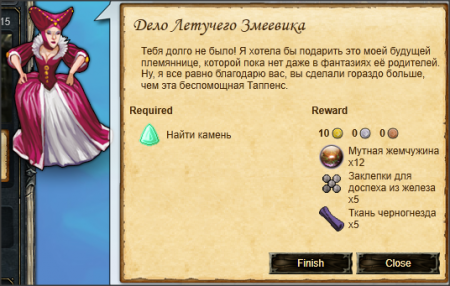 15
Дело Летучего Змеевика
Тебя долго не было! Я хотела бы подарить это моей будущей
племяннице, которой пока нет даже в фантазиях её родителей.
Ну, я все равно благодарю вас, вы сделали гораздо больше,
чем эта беспомощная Таппенс.
Required
Найти камень
Reward
10 0 0
Мутная жемчужина
x12
Заклепки для
доспеха из железа
x5
Ткань черногнезда
x5
Finish
Close